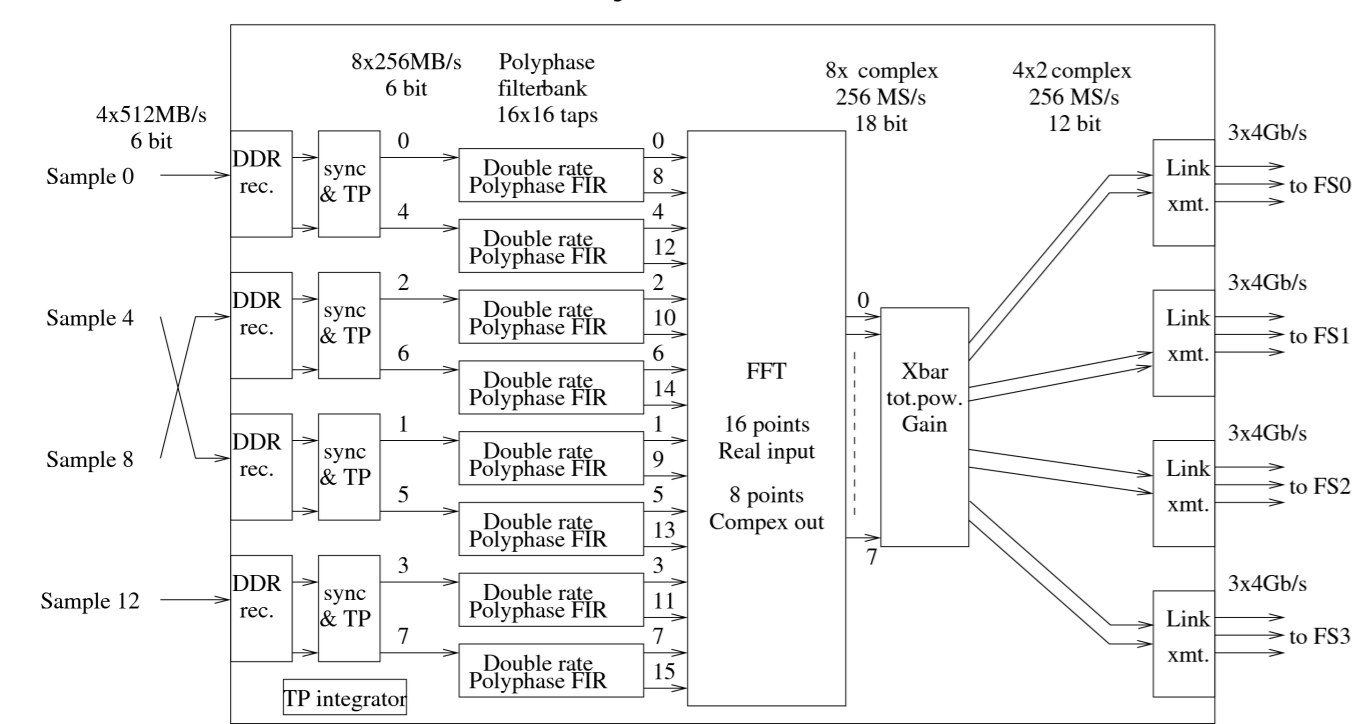 8x256MB/s
6 bit
Polyphase
filterbank
16x16 taps
8x complex
256 MS/s
18 bit
4x2 complex
256 MS/s
12 bit
4x512MB/s
6 bit
Sample 0
DDR
rec.
sync
& TP
0
4
Double rate
Polyphase FIR
0
8
Double rate
Polyphase FIR
4
12
Sample 4
DDR
rec.
sync
& TP
2
6
Double rate
Polyphase FIR
2
10
Double rate
Polyphase FIR
6
14
Sample 8
DDR
rec.
sync
& TP
1
5
Double rate
Polyphase FIR
1
9
Double rate
Polyphase FIR
5
13
Sample 12
DDR
rec.
sync
& TP
3
7
Double rate
Polyphase FIR
3
11
Double rate
Polyphase FIR
7
15
TP integrator
FFT
16 points
Real input
8 points
Compex out
0
7
Xbar
tot.pow.
Gain
Link
xmt.
3x4Gb/s
to FS0
Link
xmt.
3x4Gb/s
to FS1
Link
xmt.
3x4Gb/s
to FS2
Link
xmt.
3x4Gb/s
to FS3